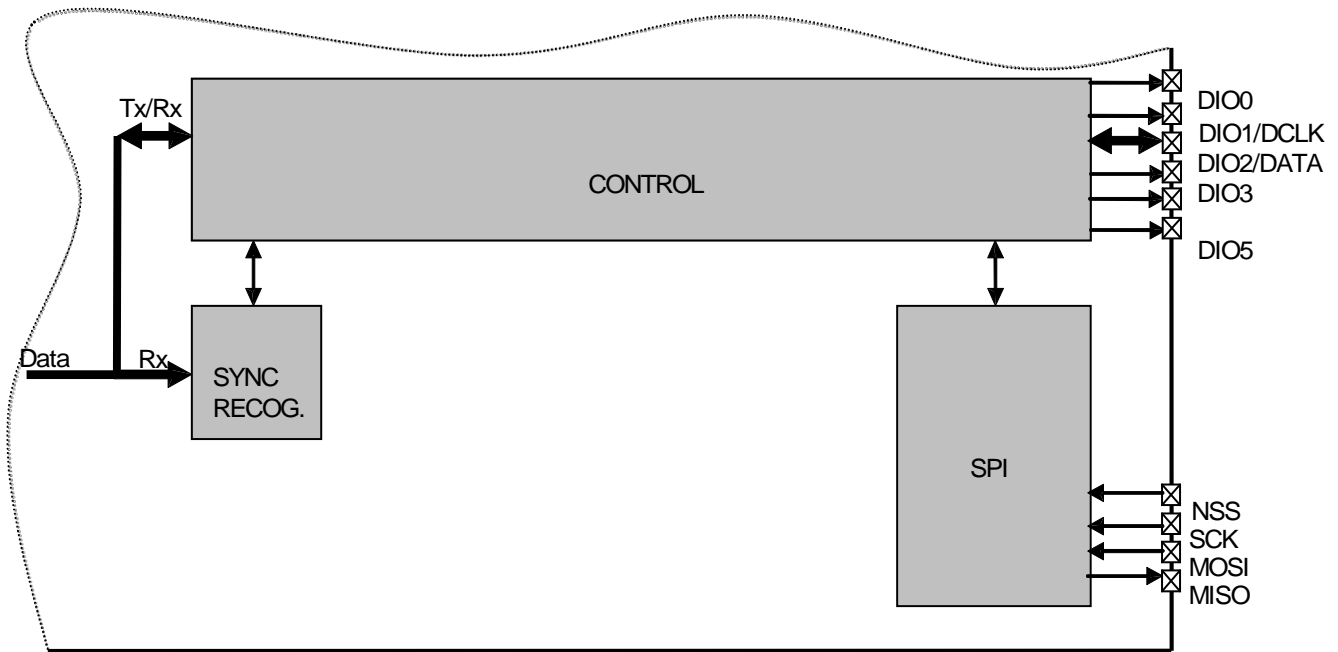 Tx/Rx
CONTROL
DIO0
DIO1/DCLK
DIO2/DATA
DIO3
DIO5
Data
Rx
SYNC
RECOG.
SPI
NSS
SCK
MOSI
MISO